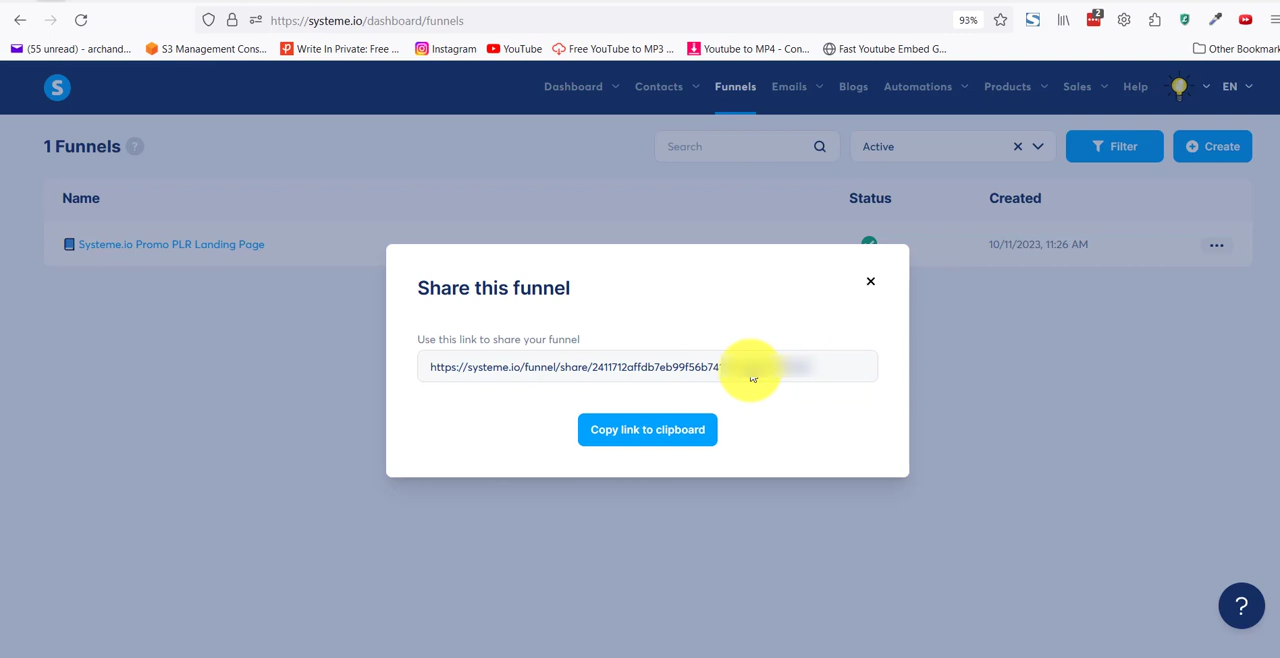 https://systeme.io/dashboard/funnels
93%
2
(55 unread) - archand...
S3 Management Cons...
Write In Private: Free ...
Instagram
YouTube
Free YouTube to MP3 ...
Youtube to MP4 - Con...
Fast Youtube Embed G...
Other Bookmark
S
Dashboard
Contacts
Funnels
Emails
Blogs
Automations
Products
Sales
Help
EN
1 Funnels ?
Search
Active
Filter
Create
Name
Status
Created
Systeme.io Promo PLR Landing Page
10/11/2023, 11:26 AM
Share this funnel
Use this link to share your funnel
https://systeme.io/funnel/share/2411712affdb7eb99f56b74
Copy link to clipboard
?